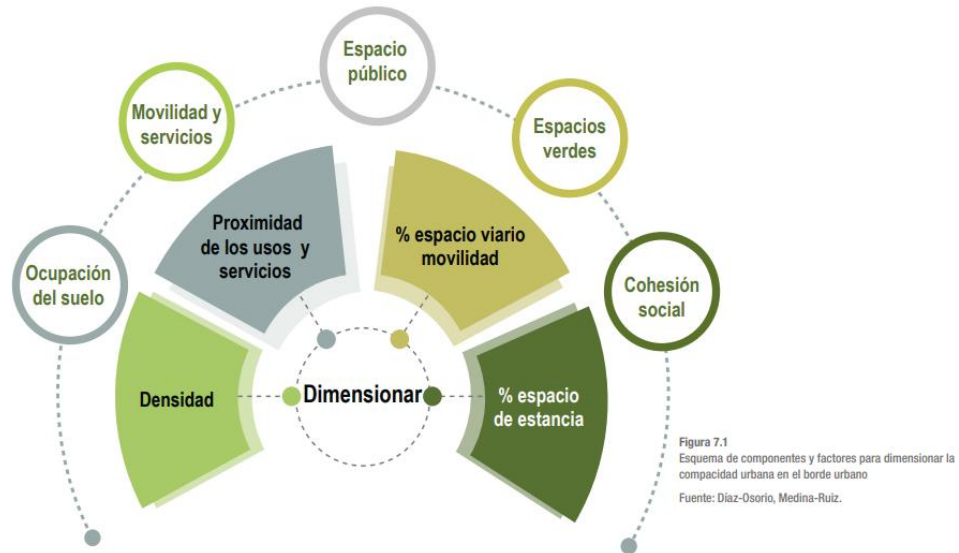 Espacio
público
Movilidad y
servicios
Espacios
verdes
Ocupación
del suelo
Cohesión
social
Proximidad
de los usos y
servicios
% espacio viario
movilidad
Densidad
Dimensionar
% espacio
de estancia
Figura 7.1
Esquema de componentes y factores para dimensionar la
compacidad urbana en el borde urbano
Fuente: Díaz-Osorio, Medina-Ruiz.